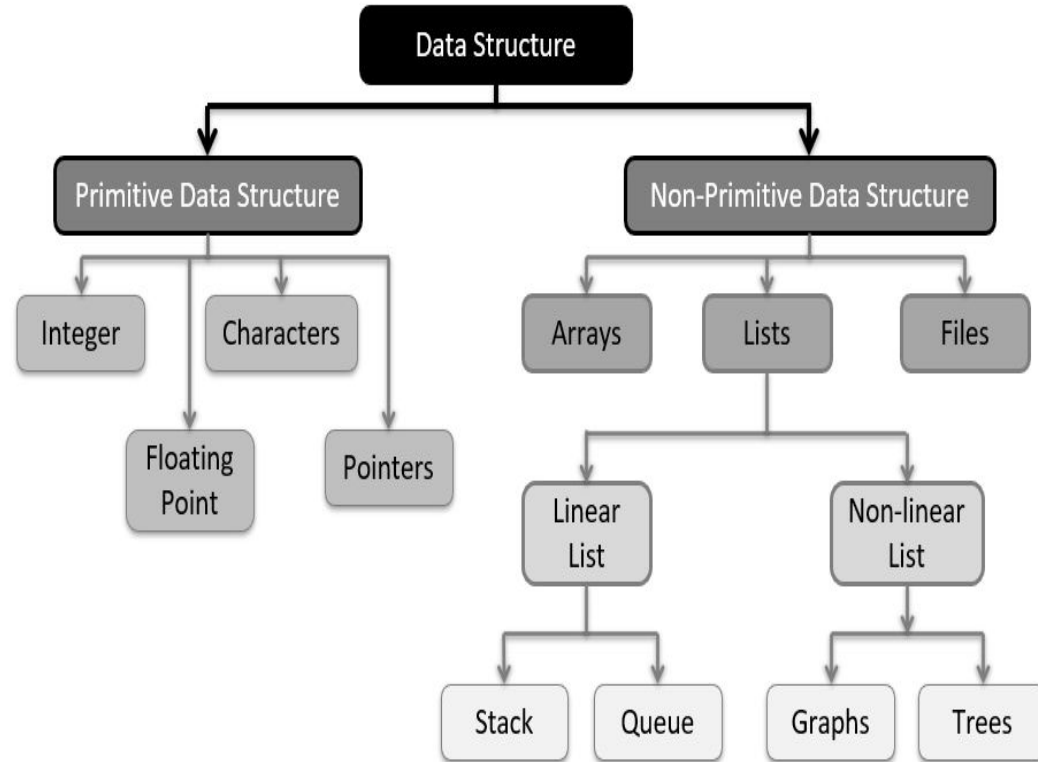 Data Structure
Primitive Data Structure
Non-Primitive Data Structure
Integer
Characters
Arrays
Lists
Files
Floating
Point
Pointers
Linear
List
Non-linear
List
Stack
Queue
Graphs
Trees